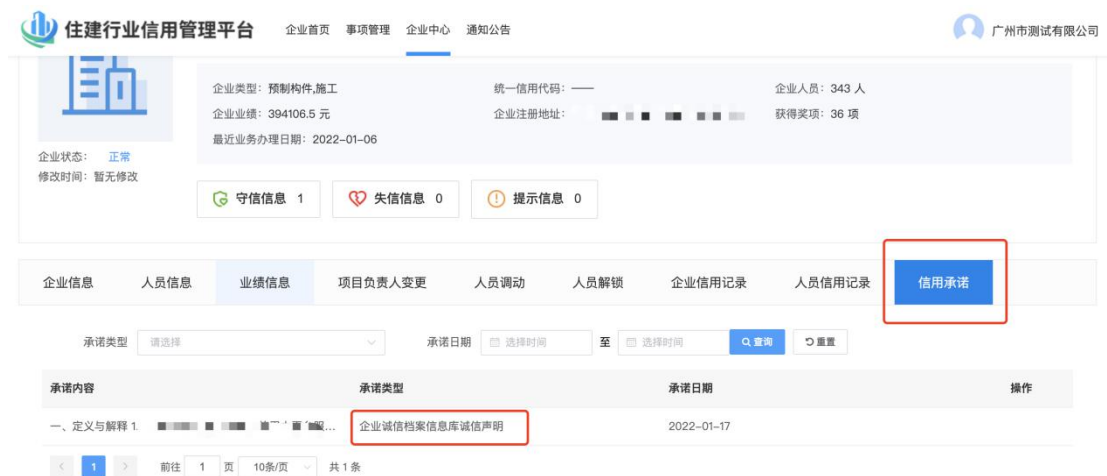 住建行业信用管理平台 企业首页 事项管理 企业中心 通知公告 广州市测试有限公司
企业类型：预制构件,施工 统一信用代码：—— 企业人员：343 人
企业业绩：394106.5 元 企业注册地址： 获得奖项：36 项
最近业务办理日期：2022-01-06
企业状态： 正常
修改时间：暂无修改
守信信息 1 失信信息 0 提示信息 0
企业信息 人员信息 业绩信息 项目负责人变更 人员调动 人员解锁 企业信用记录 人员信用记录 信用承诺
承诺类型 请选择 承诺日期 选择时间 至 选择时间 查询 重置
承诺内容 承诺类型 承诺日期 操作
一、定义与解释 1. ... 企业诚信档案信息库诚信声明 2022-01-17
< 1 > 前往 1 页 10条/页 共 1 条